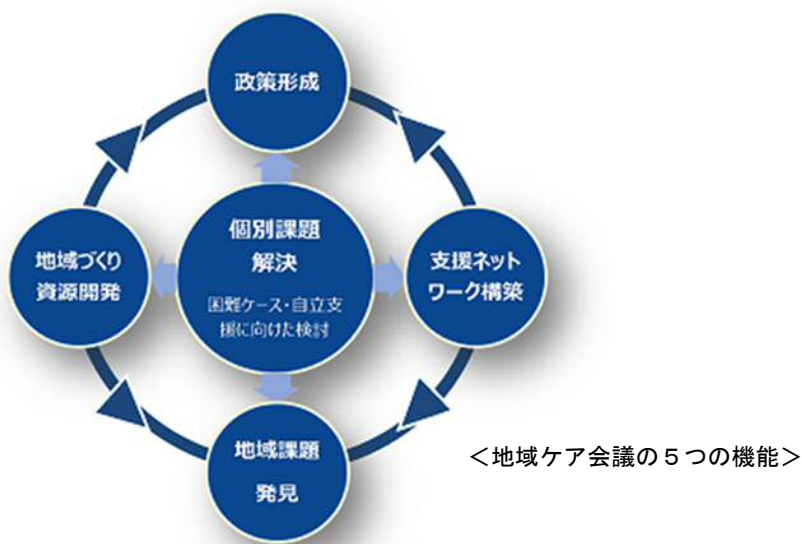 政策形成
個別課題
解決
困難ケース・自立支
援に向けた検討
地域づくり
資源開発
支援ネット
ワーク構築
地域課題
発見
＜地域ケア会議の５つの機能＞